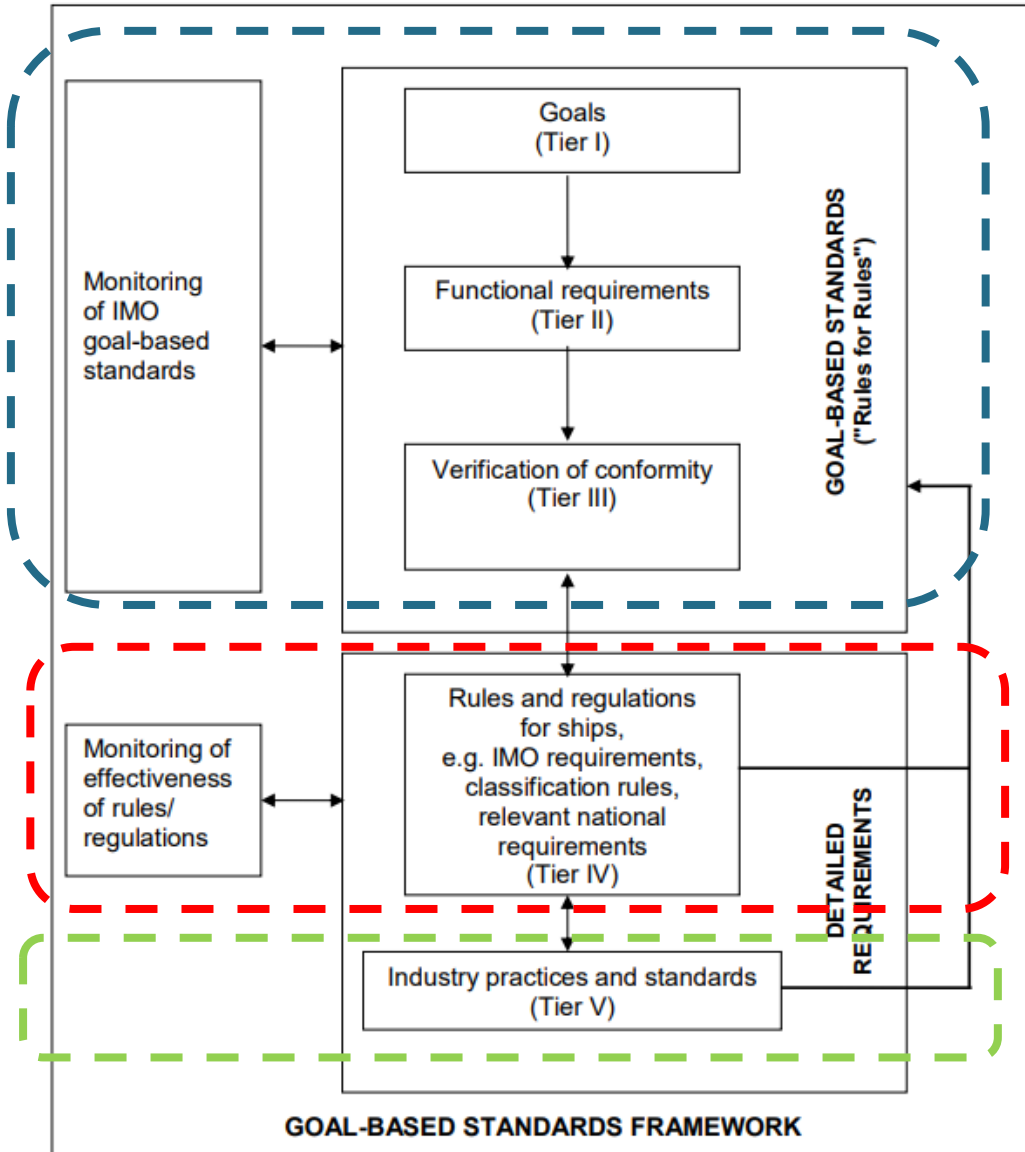 Goals
(Tier I)
Monitoring
of IMO
goal-based
standards
Functional requirements
(Tier II)
Verification of conformity
(Tier III)
GOAL-BASED STANDARDS
("Rules for Rules")
Monitoring of
effectiveness
of rules/
regulations
Rules and regulations
for ships,
e.g. IMO requirements,
classification rules,
relevant national
requirements
(Tier IV)
DETAILED
REQUIREMENTS
Industry practices and standards
(Tier V)
GOAL-BASED STANDARDS FRAMEWORK